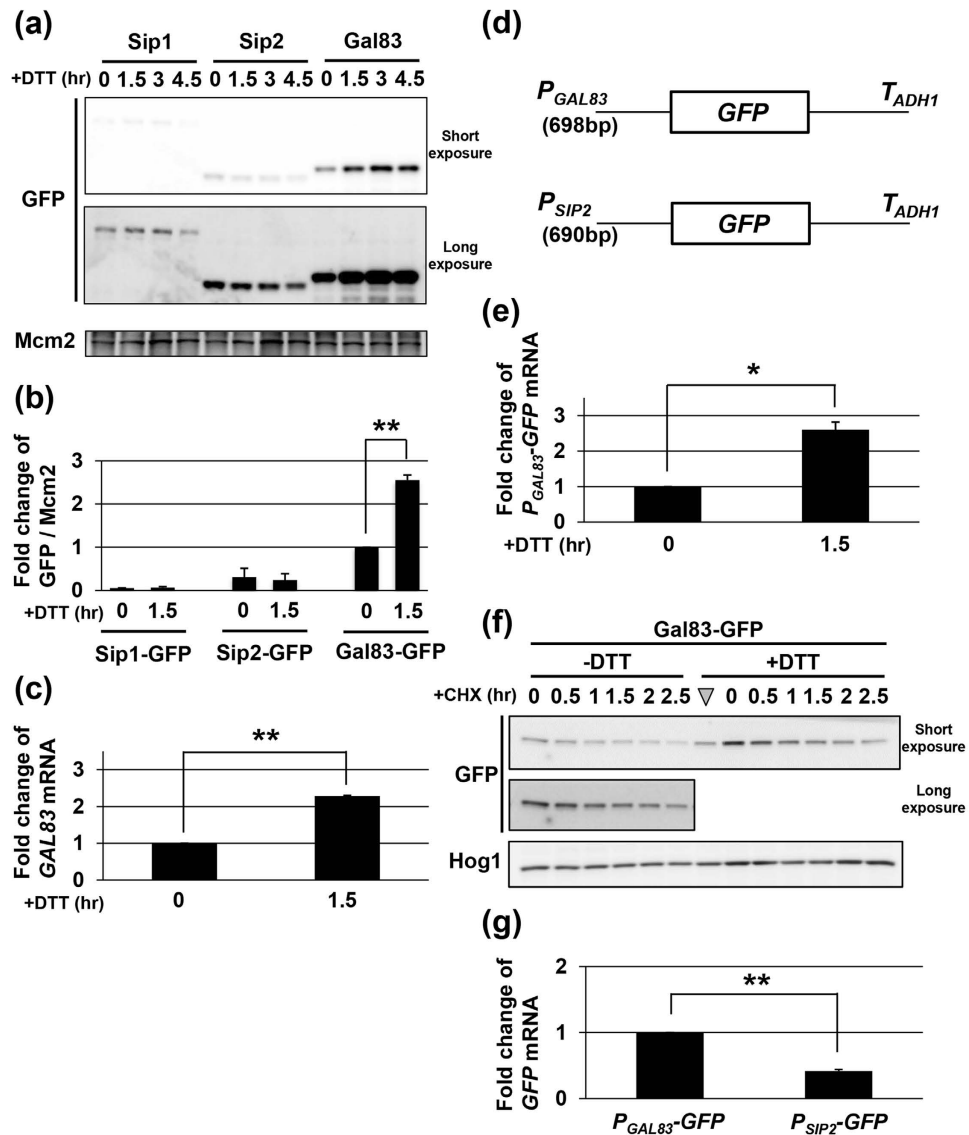 (a)
Sip1 Sip2 Gal83
+DTT (hr) 0 1.5 3 4.5 0 1.5 3 4.5 0 1.5 3 4.5
GFP
Short exposure
Long exposure
Mcm2
(b)
Fold change of GFP / Mcm2
3
2
1
0
**
+DTT (hr) 0 1.5 0 1.5 0 1.5
Sip1-GFP Sip2-GFP Gal83-GFP
(c)
Fold change of GAL83 mRNA
3
2
1
0
**
+DTT (hr) 0 1.5
(d)
PGAL83 GFP TADH1
(698bp)
PSIP2 GFP TADH1
(690bp)
(e)
Fold change of PGAL83-GFP mRNA
3
2
1
0
*
+DTT (hr) 0 1.5
(f)
Gal83-GFP
-DTT +DTT
+CHX (hr) 0 0.5 1 1.5 2 2.5 0 0.5 1 1.5 2 2.5
GFP
Short exposure
Long exposure
Hog1
(g)
Fold change of GFP mRNA
2
1
0
**
PGAL83-GFP PSIP2-GFP